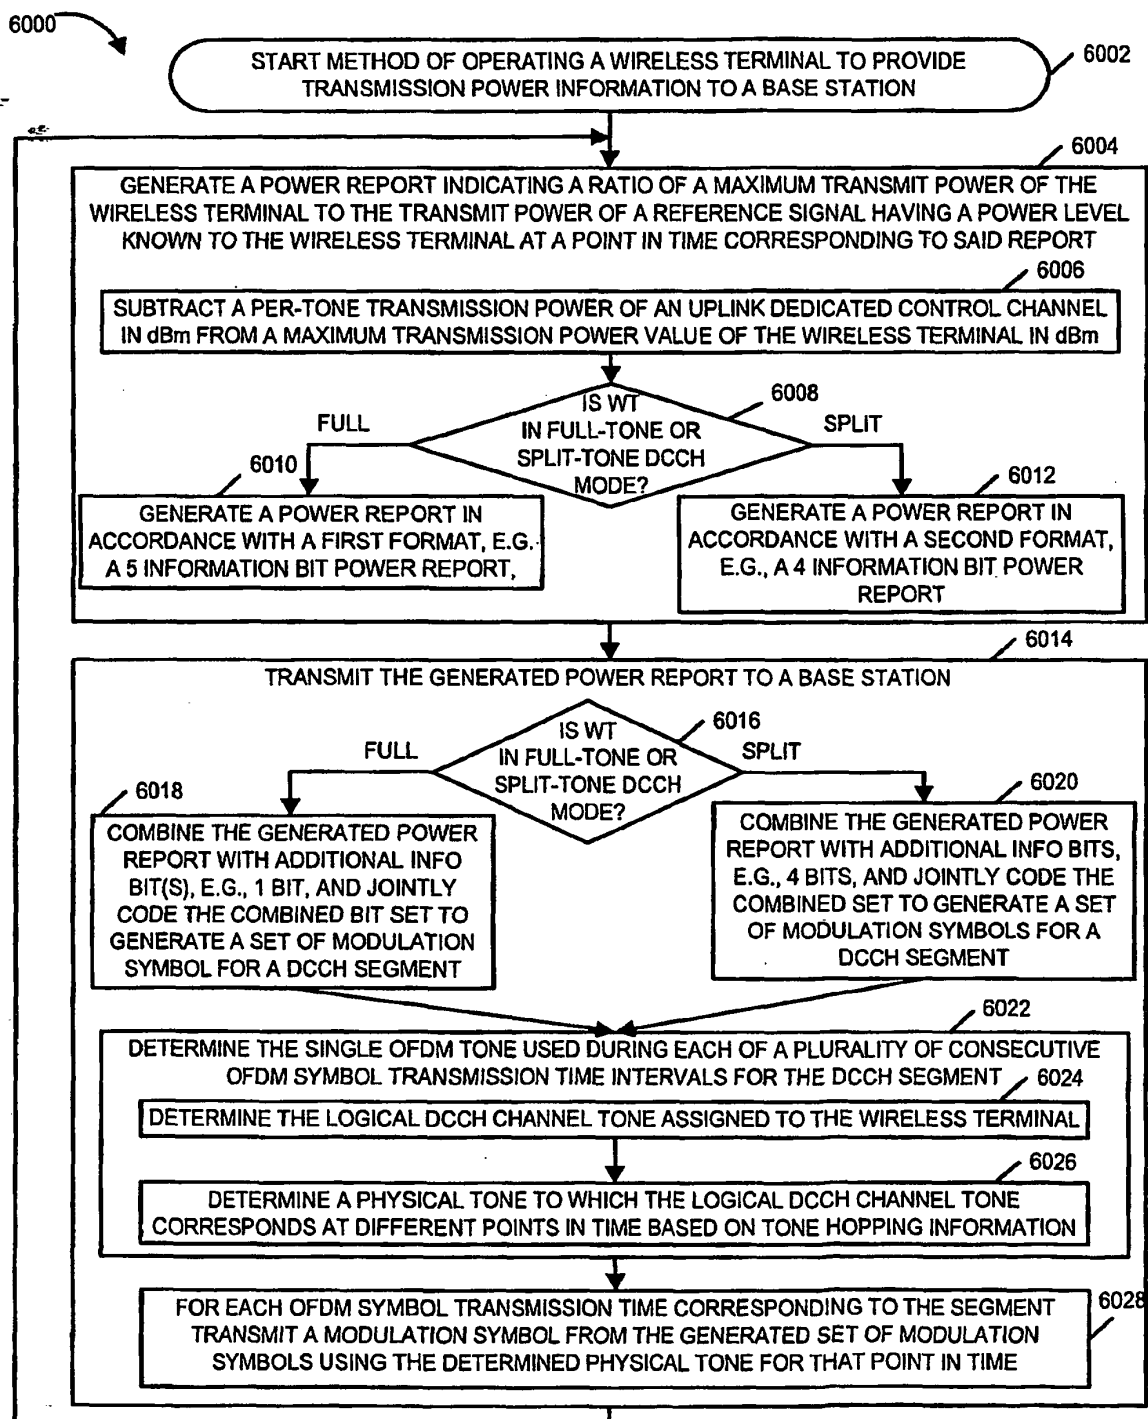 6000
START METHOD OF OPERATING A WIRELESS TERMINAL TO PROVIDE
TRANSMISSION POWER INFORMATION TO A BASE STATION
6002
6004
GENERATE A POWER REPORT INDICATING A RATIO OF A MAXIMUM TRANSMIT POWER OF THE
WIRELESS TERMINAL TO THE TRANSMIT POWER OF A REFERENCE SIGNAL HAVING A POWER LEVEL
KNOWN TO THE WIRELESS TERMINAL AT A POINT IN TIME CORRESPONDING TO SAID REPORT
6006
SUBTRACT A PER-TONE TRANSMISSION POWER OF AN UPLINK DEDICATED CONTROL CHANNEL
IN dBm FROM A MAXIMUM TRANSMISSION POWER VALUE OF THE WIRELESS TERMINAL IN dBm
6008
IS WT
IN FULL-TONE OR
SPLIT-TONE DCCH
MODE?
FULL
SPLIT
6010
GENERATE A POWER REPORT IN
ACCORDANCE WITH A FIRST FORMAT, E.G.
A 5 INFORMATION BIT POWER REPORT,
6012
GENERATE A POWER REPORT IN
ACCORDANCE WITH A SECOND FORMAT,
E.G., A 4 INFORMATION BIT POWER
REPORT
6014
TRANSMIT THE GENERATED POWER REPORT TO A BASE STATION
6016
IS WT
IN FULL-TONE OR
SPLIT-TONE DCCH
MODE?
FULL
SPLIT
6018
COMBINE THE GENERATED POWER
REPORT WITH ADDITIONAL INFO
BIT(S), E.G., 1 BIT, AND JOINTLY
CODE THE COMBINED BIT SET TO
GENERATE A SET OF MODULATION
SYMBOL FOR A DCCH SEGMENT
6020
COMBINE THE GENERATED POWER
REPORT WITH ADDITIONAL INFO BITS,
E.G., 4 BITS, AND JOINTLY CODE THE
COMBINED SET TO GENERATE A SET
OF MODULATION SYMBOLS FOR A
DCCH SEGMENT
6022
DETERMINE THE SINGLE OFDM TONE USED DURING EACH OF A PLURALITY OF CONSECUTIVE
OFDM SYMBOL TRANSMISSION TIME INTERVALS FOR THE DCCH SEGMENT
6024
DETERMINE THE LOGICAL DCCH CHANNEL TONE ASSIGNED TO THE WIRELESS TERMINAL
6026
DETERMINE A PHYSICAL TONE TO WHICH THE LOGICAL DCCH CHANNEL TONE
CORRESPONDS AT DIFFERENT POINTS IN TIME BASED ON TONE HOPPING INFORMATION
FOR EACH OFDM SYMBOL TRANSMISSION TIME CORRESPONDING TO THE SEGMENT
TRANSMIT A MODULATION SYMBOL FROM THE GENERATED SET OF MODULATION
SYMBOLS USING THE DETERMINED PHYSICAL TONE FOR THAT POINT IN TIME
6028